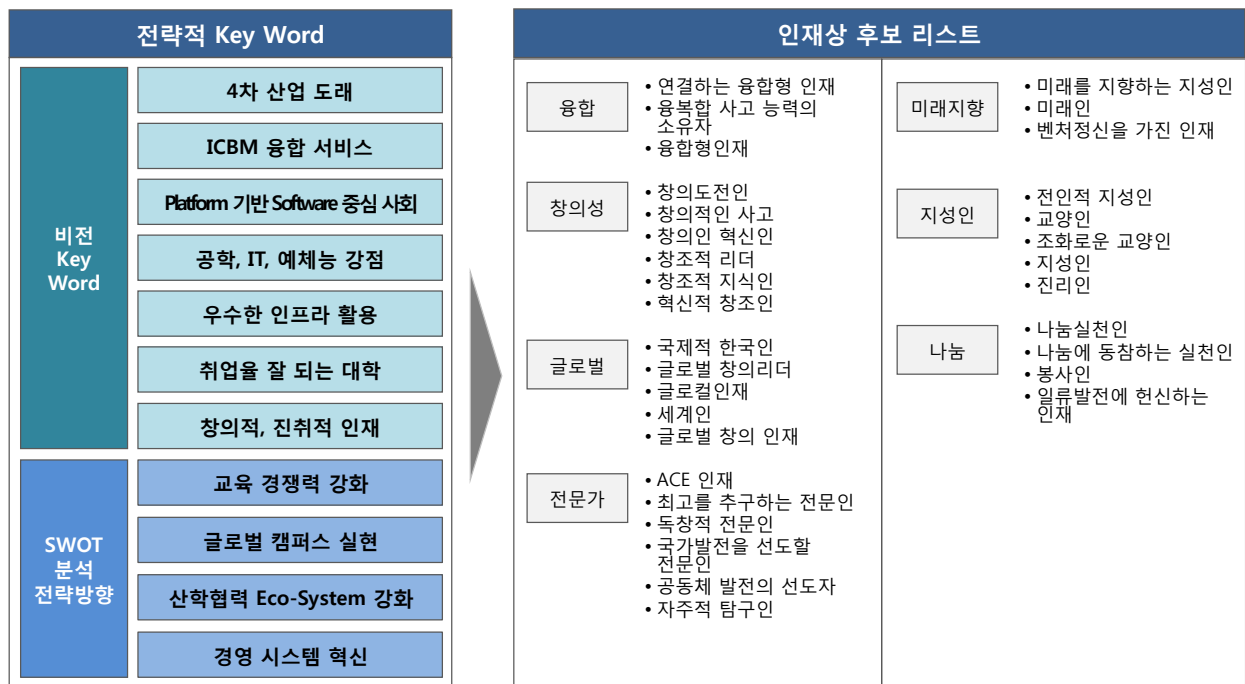 전략적 Key Word
비전
Key
Word
4차 산업 도래
ICBM 융합 서비스
Platform 기반 Software 중심 사회
공학, IT, 예체능 강점
우수한 인프라 활용
취업율 잘 되는 대학
창의적, 진취적 인재
SWOT
분석
전략방향
교육 경쟁력 강화
글로벌 캠퍼스 실현
산학협력 Eco-System 강화
경영 시스템 혁신
인재상 후보 리스트
융합
• 연결하는 융합형 인재
• 융복합 사고 능력의
소유자
• 융합형인재
창의성
• 창의도전인
• 창의적인 사고
• 창의인 혁신인
• 창조적 리더
• 창조적 지식인
• 혁신적 창조인
글로벌
• 국제적 한국인
• 글로벌 창의리더
• 글로컬인재
• 세계인
• 글로벌 창의 인재
전문가
• ACE 인재
• 최고를 추구하는 전문인
• 독창적 전문인
• 국가발전을 선도할
전문인
• 공동체 발전의 선도자
• 자주적 탐구인
미래지향
• 미래를 지향하는 지성인
• 미래인
• 벤처정신을 가진 인재
지성인
• 전인적 지성인
• 교양인
• 조화로운 교양인
• 지성인
• 진리인
나눔
• 나눔실천인
• 나눔에 동참하는 실천인
• 봉사인
• 일류발전에 헌신하는
인재